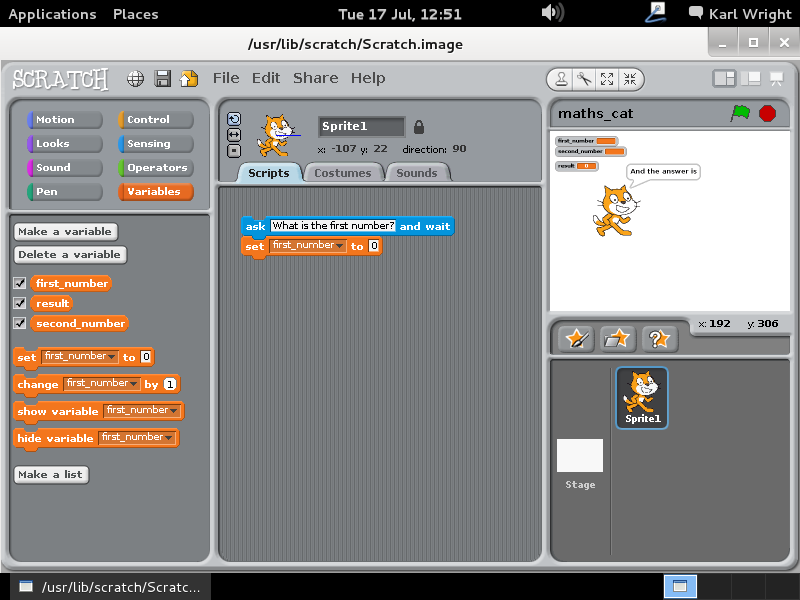 Applications Places Tue 17 Jul, 12:51 Karl Wright
/usr/lib/scratch/Scratch.image
SCRATCH File Edit Share Help
Motion Control
Looks Sensing
Sound Operators
Pen Variables
Make a variable
Delete a variable
first_number
result
second_number
set first_number to 0
change first_number by 1
show variable first_number
hide variable first_number
Make a list
Sprite1
x: -107 y: 22 direction: 90
Scripts Costumes Sounds
ask What is the first number? and wait
set first_number to 0
maths_cat
first_number
second_number
result 0
And the answer is
x: 192 y: 306
Sprite1
Stage
/usr/lib/scratch/Scratc...